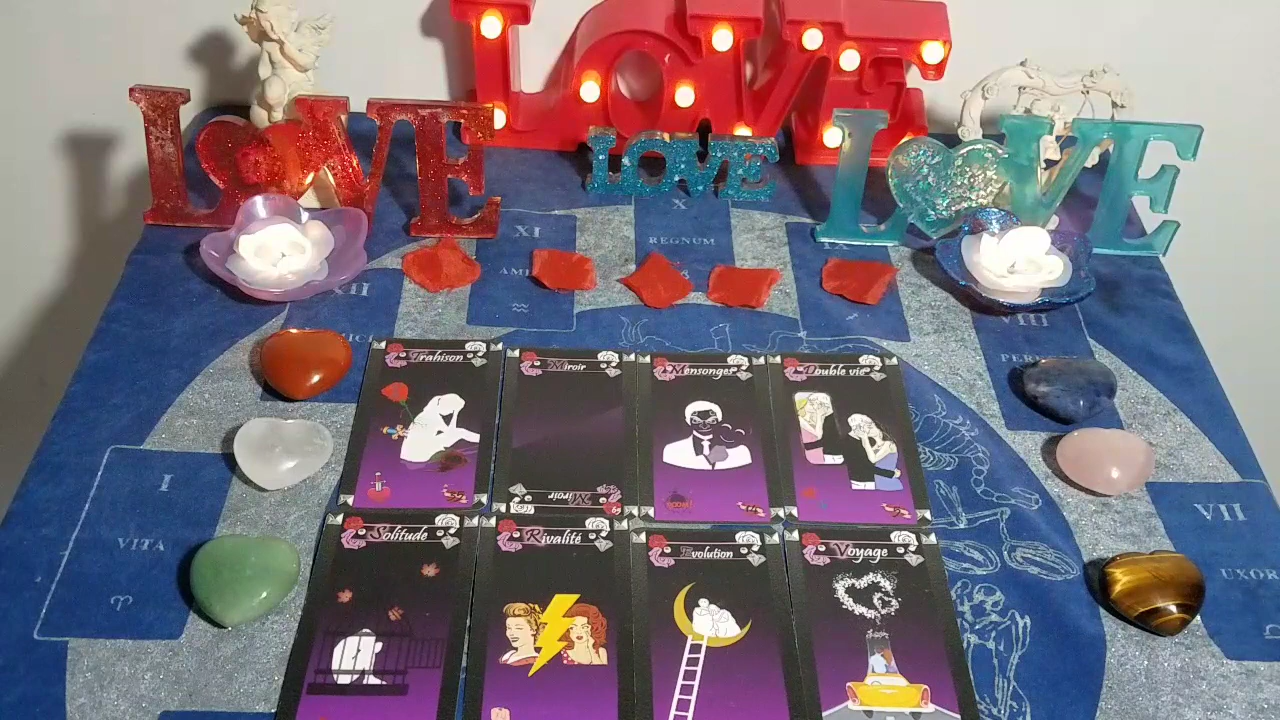 LOVE
LOVE
LOVE
LOVE
X
REGNUM
XI
XII
VIII
I
VITA
VII
UXOR
Trahison
Miroir
Mensonges
Double vie
Miroir
Solitude
Rivalité
Evolution
Voyage